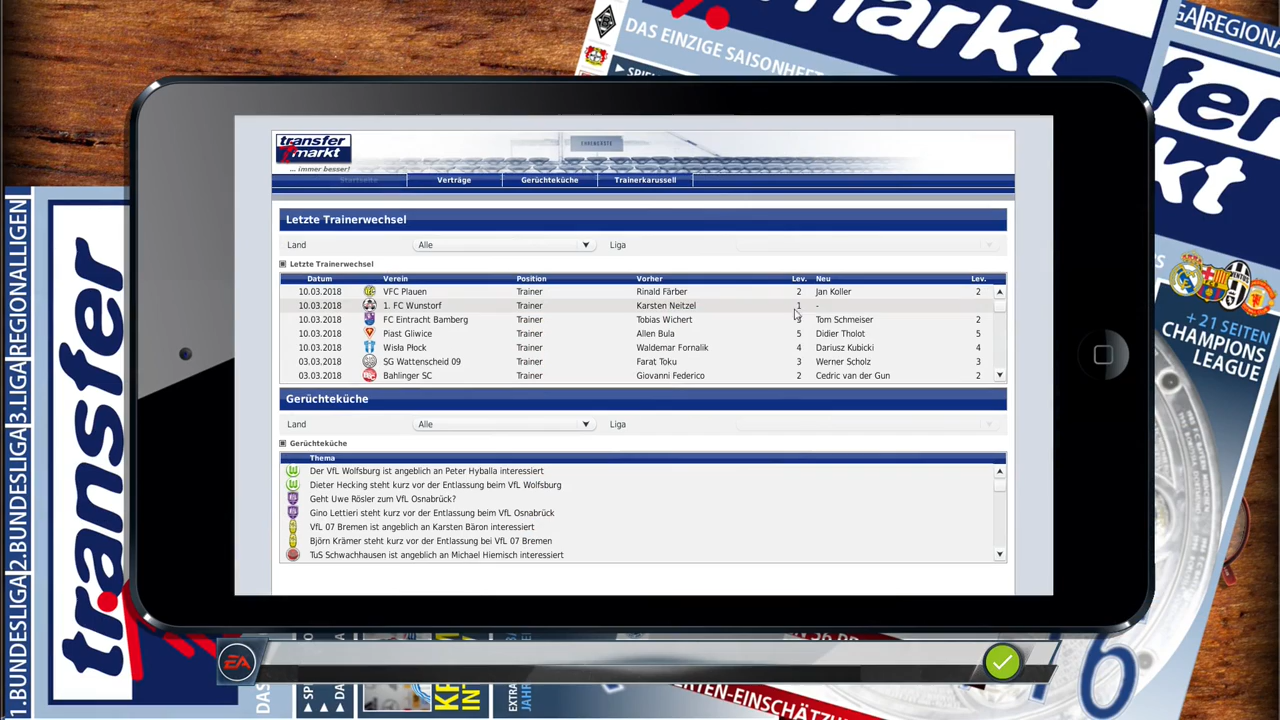 markt
DAS EINZIGE SAISONHEFT
transfer
markt
... immer besser!
EHRENGÄSTE
Startseite
Verträge
Gerüchteküche
Trainerkarussell
Letzte Trainerwechsel
Land Alle Liga
Letzte Trainerwechsel
Datum Verein Position Vorher Lev. Neu Lev.
10.03.2018 VFC Plauen Trainer Rinald Färber 2 Jan Koller 2
10.03.2018 1. FC Wunstorf Trainer Karsten Neitzel 1 -
10.03.2018 FC Eintracht Bamberg Trainer Tobias Wichert Tom Schmeiser 2
10.03.2018 Piast Gliwice Trainer Allen Bula 5 Didier Tholot 5
10.03.2018 Wisła Płock Trainer Waldemar Fornalik 4 Dariusz Kubicki 4
03.03.2018 SG Wattenscheid 09 Trainer Farat Toku 3 Werner Scholz 3
03.03.2018 Bahlinger SC Trainer Giovanni Federico 2 Cedric van der Gun 2
Gerüchteküche
Land Alle Liga
Gerüchteküche
Thema
Der VfL Wolfsburg ist angeblich an Peter Hyballa interessiert
Dieter Hecking steht kurz vor der Entlassung beim VfL Wolfsburg
Geht Uwe Rösler zum VfL Osnabrück?
Gino Lettieri steht kurz vor der Entlassung beim VfL Osnabrück
VfL 07 Bremen ist angeblich an Karsten Bäron interessiert
Björn Krämer steht kurz vor der Entlassung bei VfL 07 Bremen
TuS Schwachhausen ist angeblich an Michael Hiemisch interessiert
1.BUNDESLIGA 2.BUNDESLIGA 3.LIGA REGIONALLIGEN
transfer
+ 21 SEITEN
CHAMPIONS
LEAGUE
EA
EXTRA